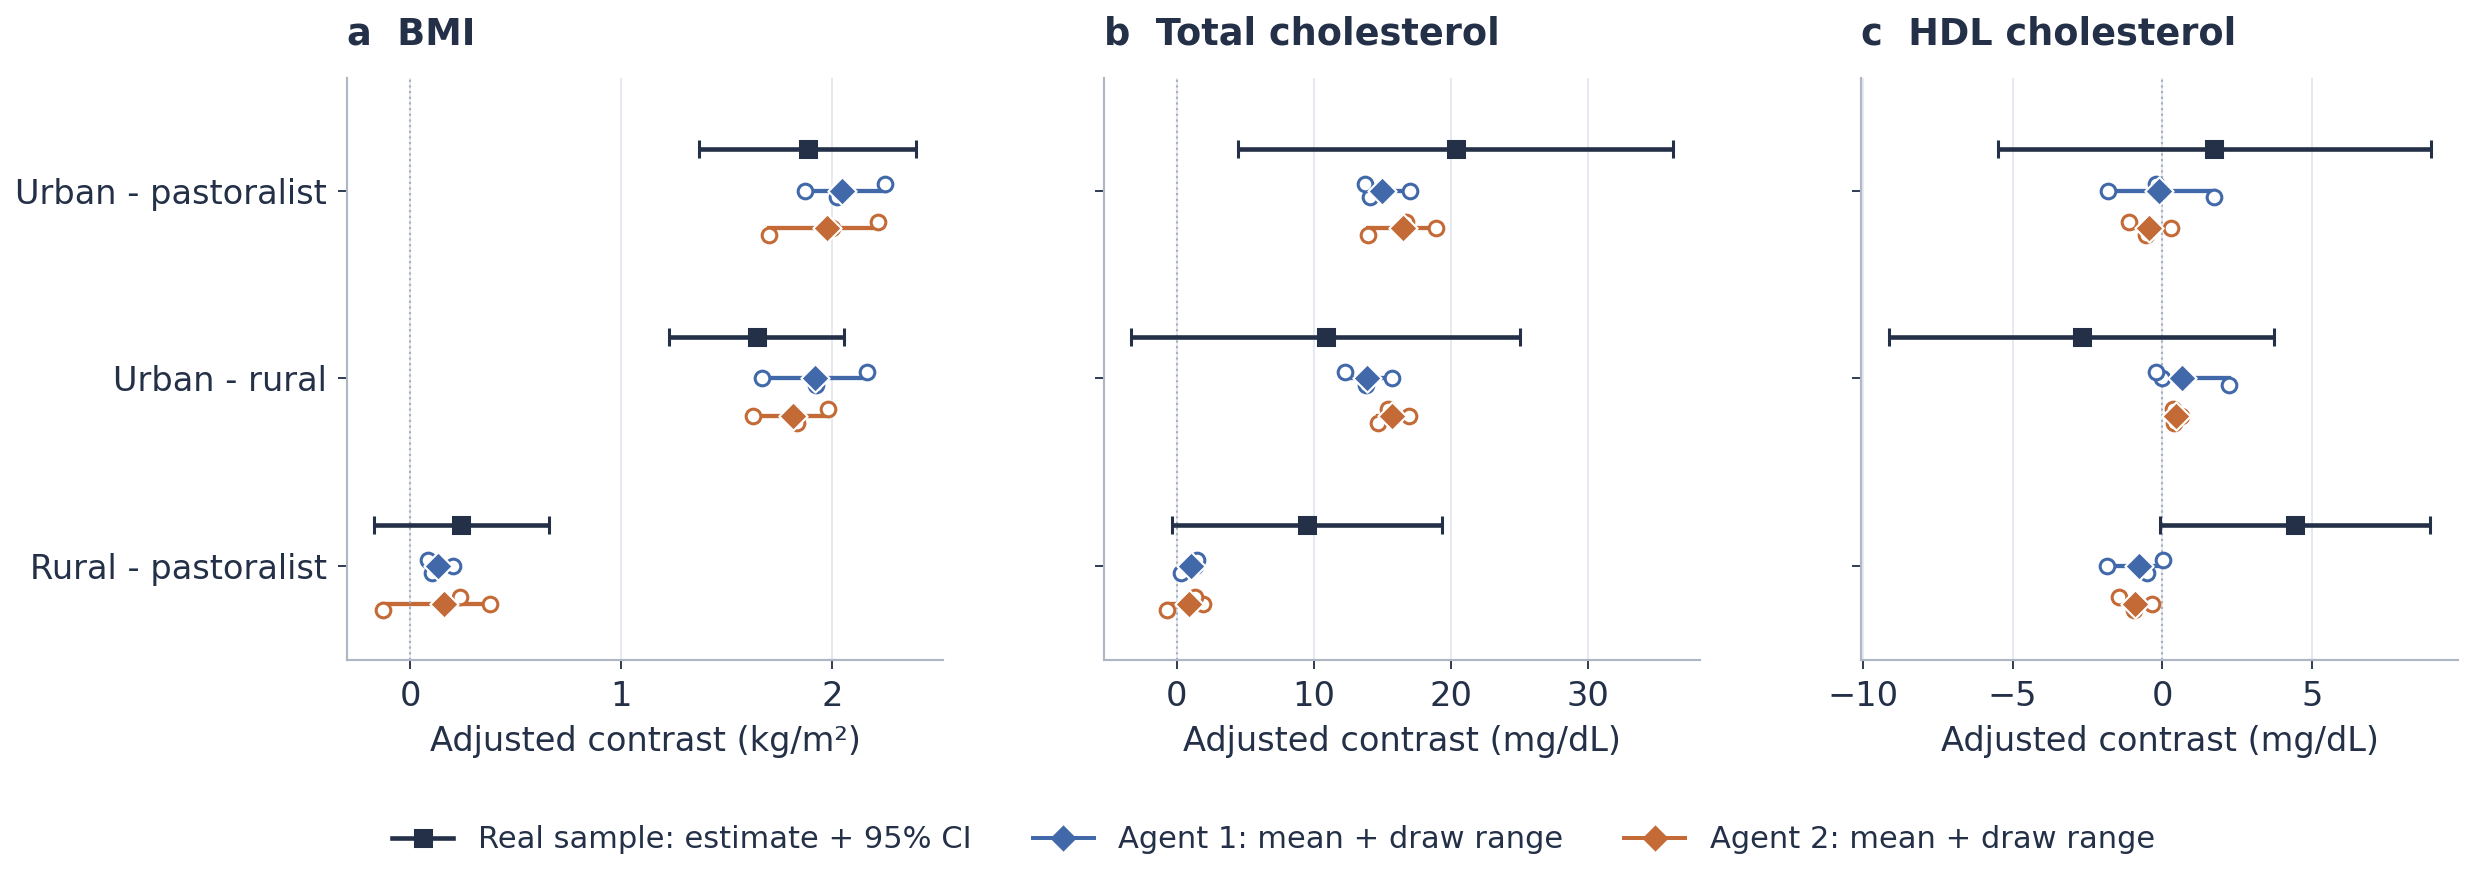 a BMI
b Total cholesterol
c HDL cholesterol
Urban - pastoralist
Urban - rural
Rural - pastoralist
0 1 2
Adjusted contrast (kg/m²)
0 10 20 30
Adjusted contrast (mg/dL)
−10 −5 0 5
Adjusted contrast (mg/dL)
Real sample: estimate + 95% CI
Agent 1: mean + draw range
Agent 2: mean + draw range